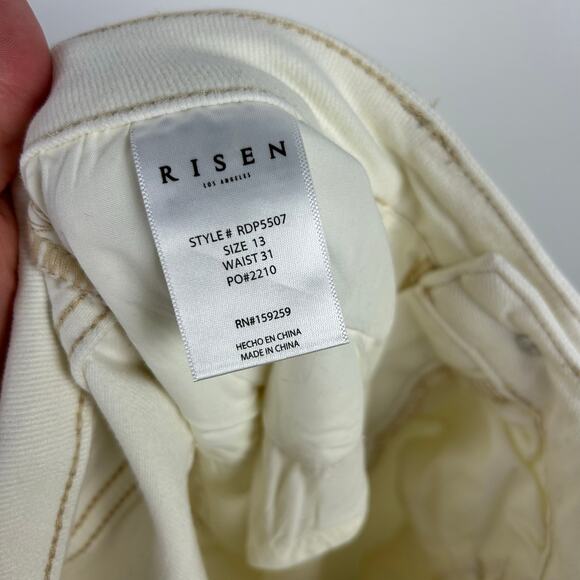 RISEN
LOS ANGELES
STYLE# RDP5507
SIZE 13
WAIST 31
PO#2210
RN#159259
HECHO EN CHINA
MADE IN CHINA